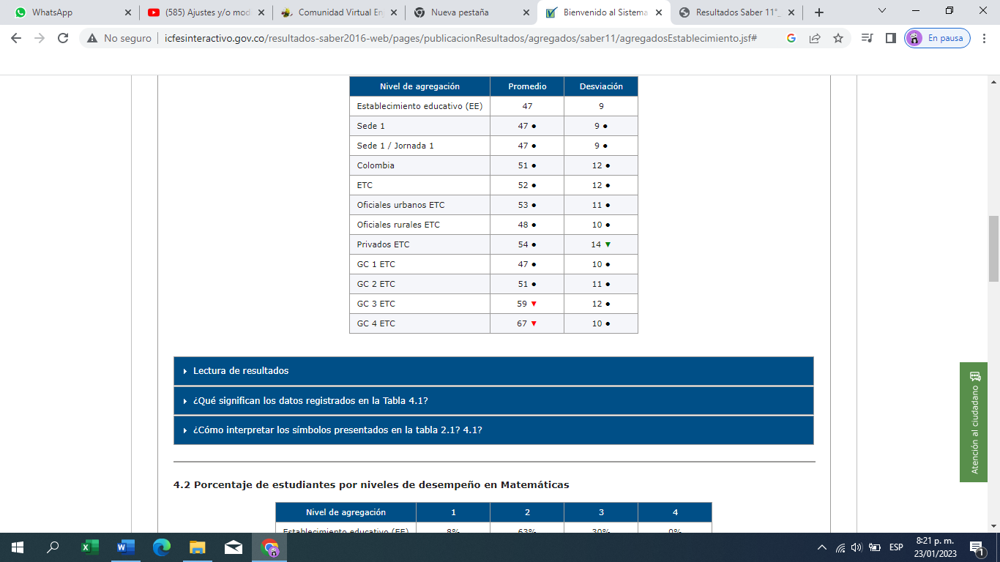 WhatsApp
(585) Ajustes y/o mod
Comunidad Virtual En
Nueva pestaña
Bienvenido al Sistema
Resultados Saber 11°_
No seguro
icfesinteractivo.gov.co/resultados-saber2016-web/pages/publicacionResultados/agregados/saber11/agregadosEstablecimiento.jsf#
En pausa
Nivel de agregación Promedio Desviación
Establecimiento educativo (EE) 47 9
Sede 1 47 ● 9 ●
Sede 1 / Jornada 1 47 ● 9 ●
Colombia 51 ● 12 ●
ETC 52 ● 12 ●
Oficiales urbanos ETC 53 ● 11 ●
Oficiales rurales ETC 48 ● 10 ●
Privados ETC 54 ● 14 ▼
GC 1 ETC 47 ● 10 ●
GC 2 ETC 51 ● 11 ●
GC 3 ETC 59 ▼ 12 ●
GC 4 ETC 67 ▼ 10 ●
Lectura de resultados
¿Qué significan los datos registrados en la Tabla 4.1?
¿Cómo interpretar los símbolos presentados en la tabla 2.1? 4.1?
Atención al ciudadano
4.2 Porcentaje de estudiantes por niveles de desempeño en Matemáticas
Nivel de agregación 1 2 3 4
Establecimiento educativo (EE) 8% 63% 30% 0%
ESP
8:21 p. m.
23/01/2023
1